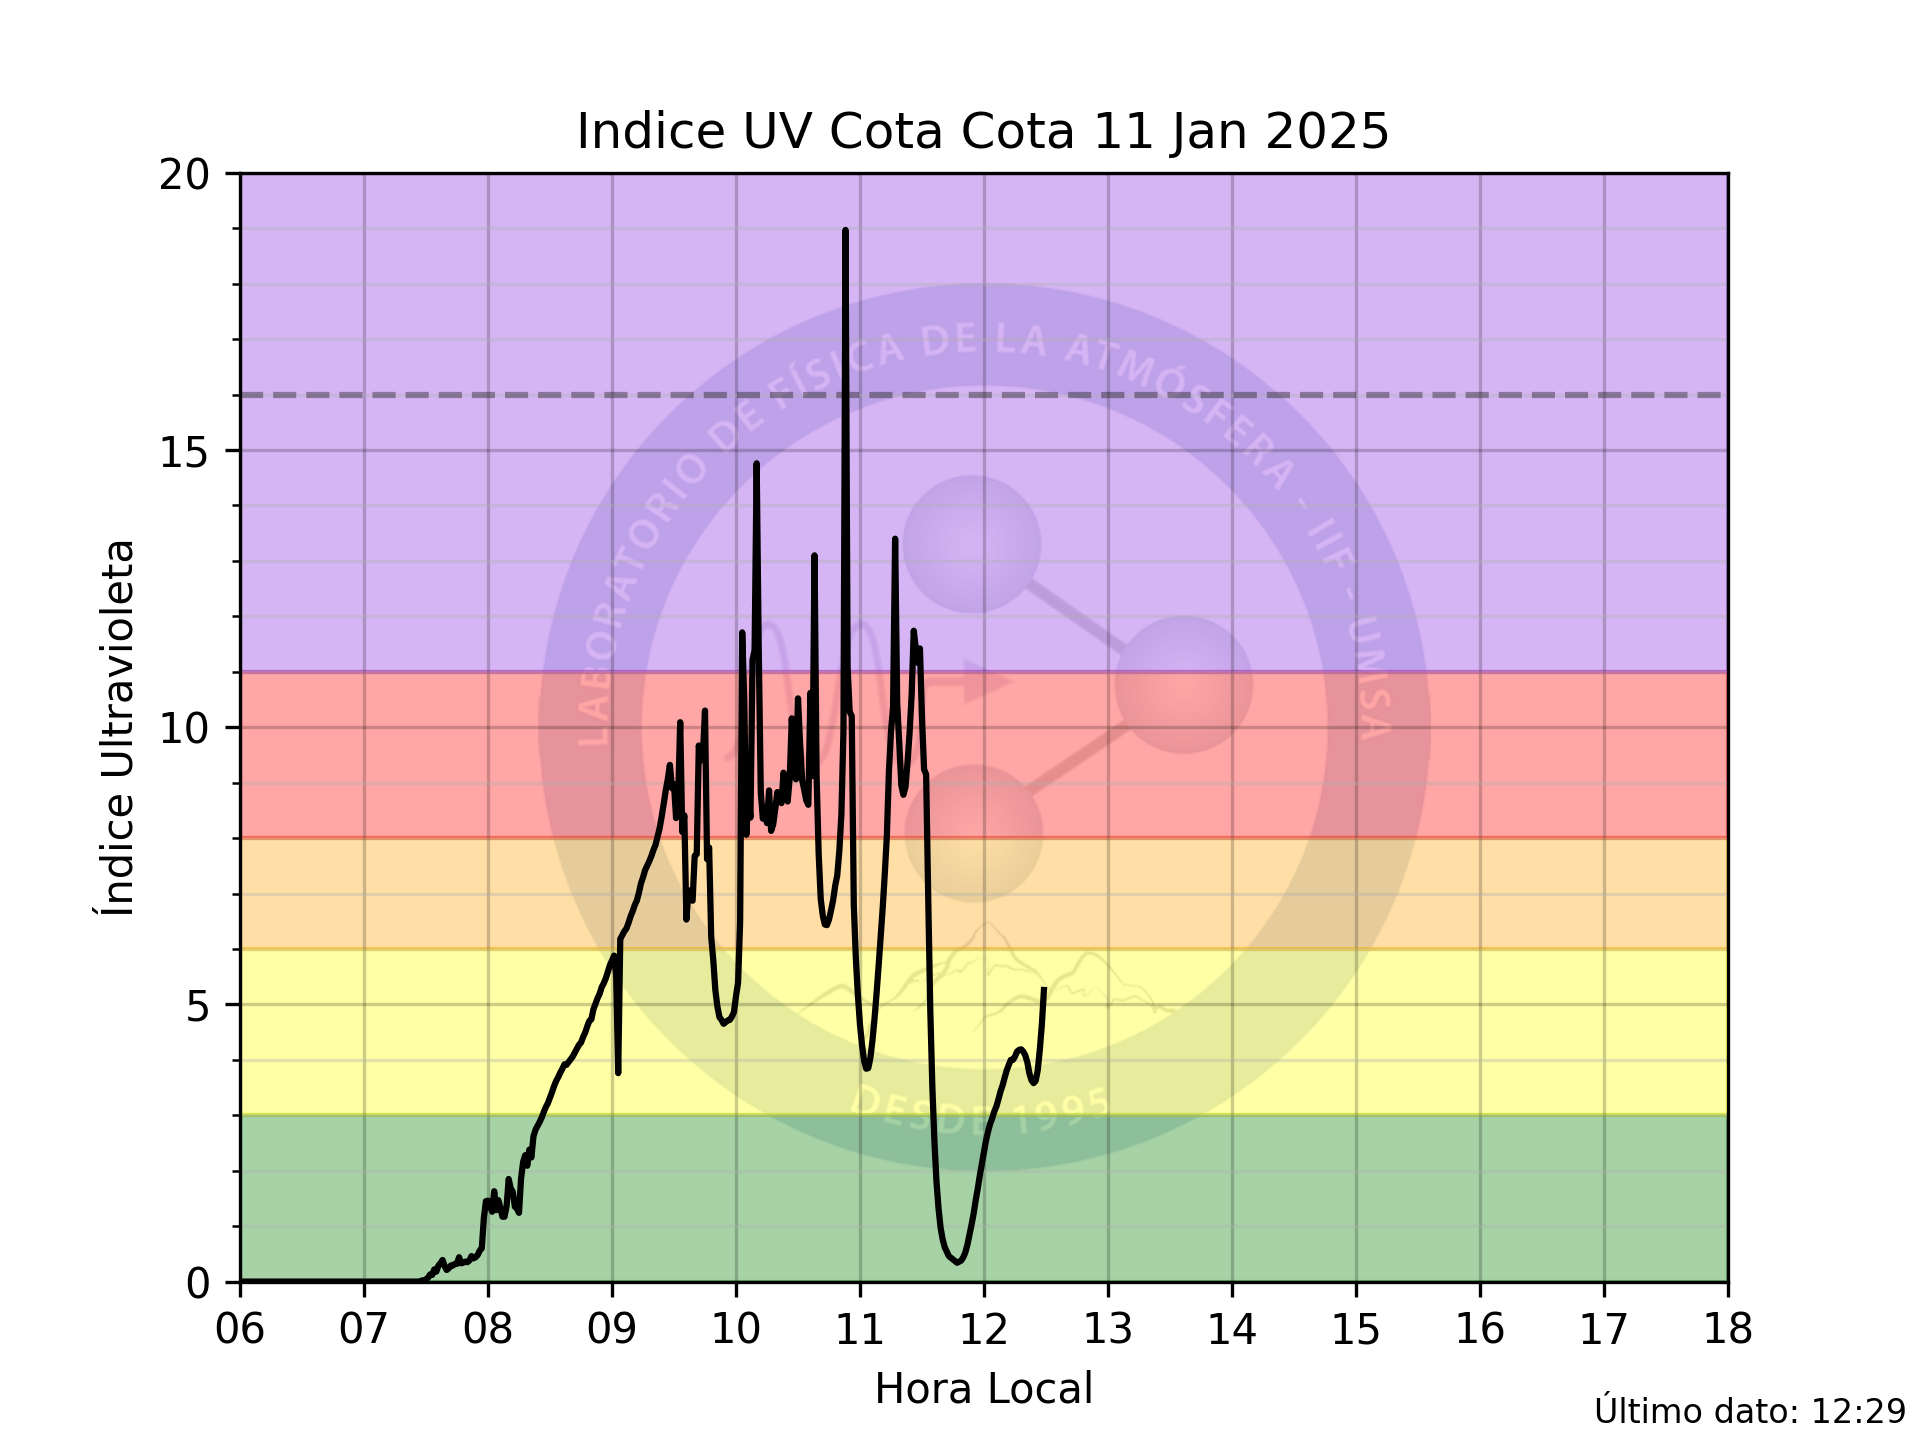 Indice UV Cota Cota 11 Jan 2025
20
15
10
5
0
Índice Ultravioleta
LABORATORIO DE FÍSICA DE LA ATMÓSFERA - IIF - UMSA
DESDE 1995
06 07 08 09 10 11 12 13 14 15 16 17 18
Hora Local
Último dato: 12:29